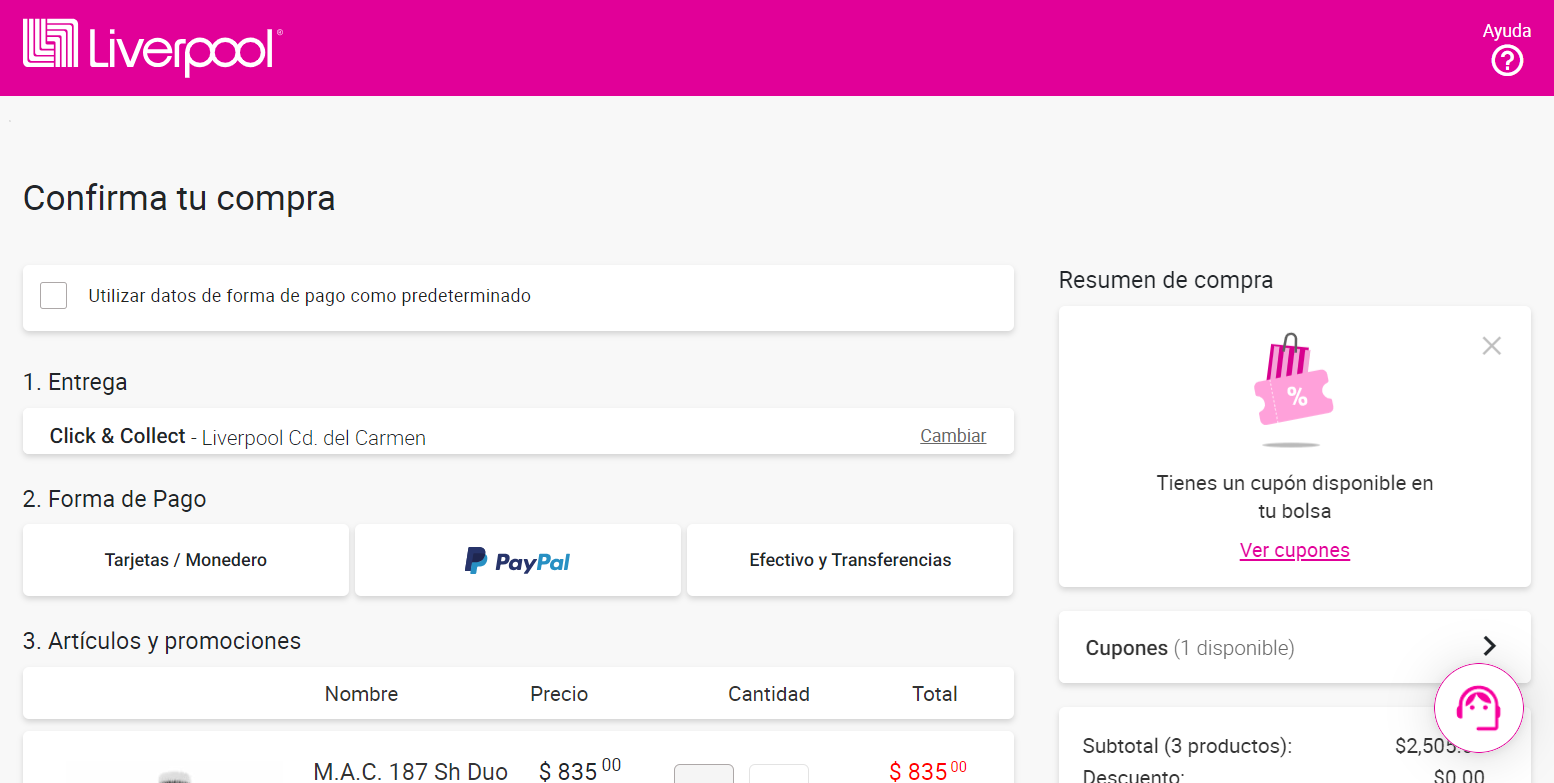 Liverpool®
Ayuda
Confirma tu compra
Utilizar datos de forma de pago como predeterminado
1. Entrega
Click & Collect - Liverpool Cd. del Carmen
Cambiar
2. Forma de Pago
Tarjetas / Monedero
PayPal
Efectivo y Transferencias
3. Artículos y promociones
Nombre Precio Cantidad Total
M.A.C. 187 Sh Duo $ 835 00 $ 835 00
Resumen de compra
%
Tienes un cupón disponible en
tu bolsa
Ver cupones
Cupones (1 disponible)
Subtotal (3 productos): $2,505.
Descuento: $0.00